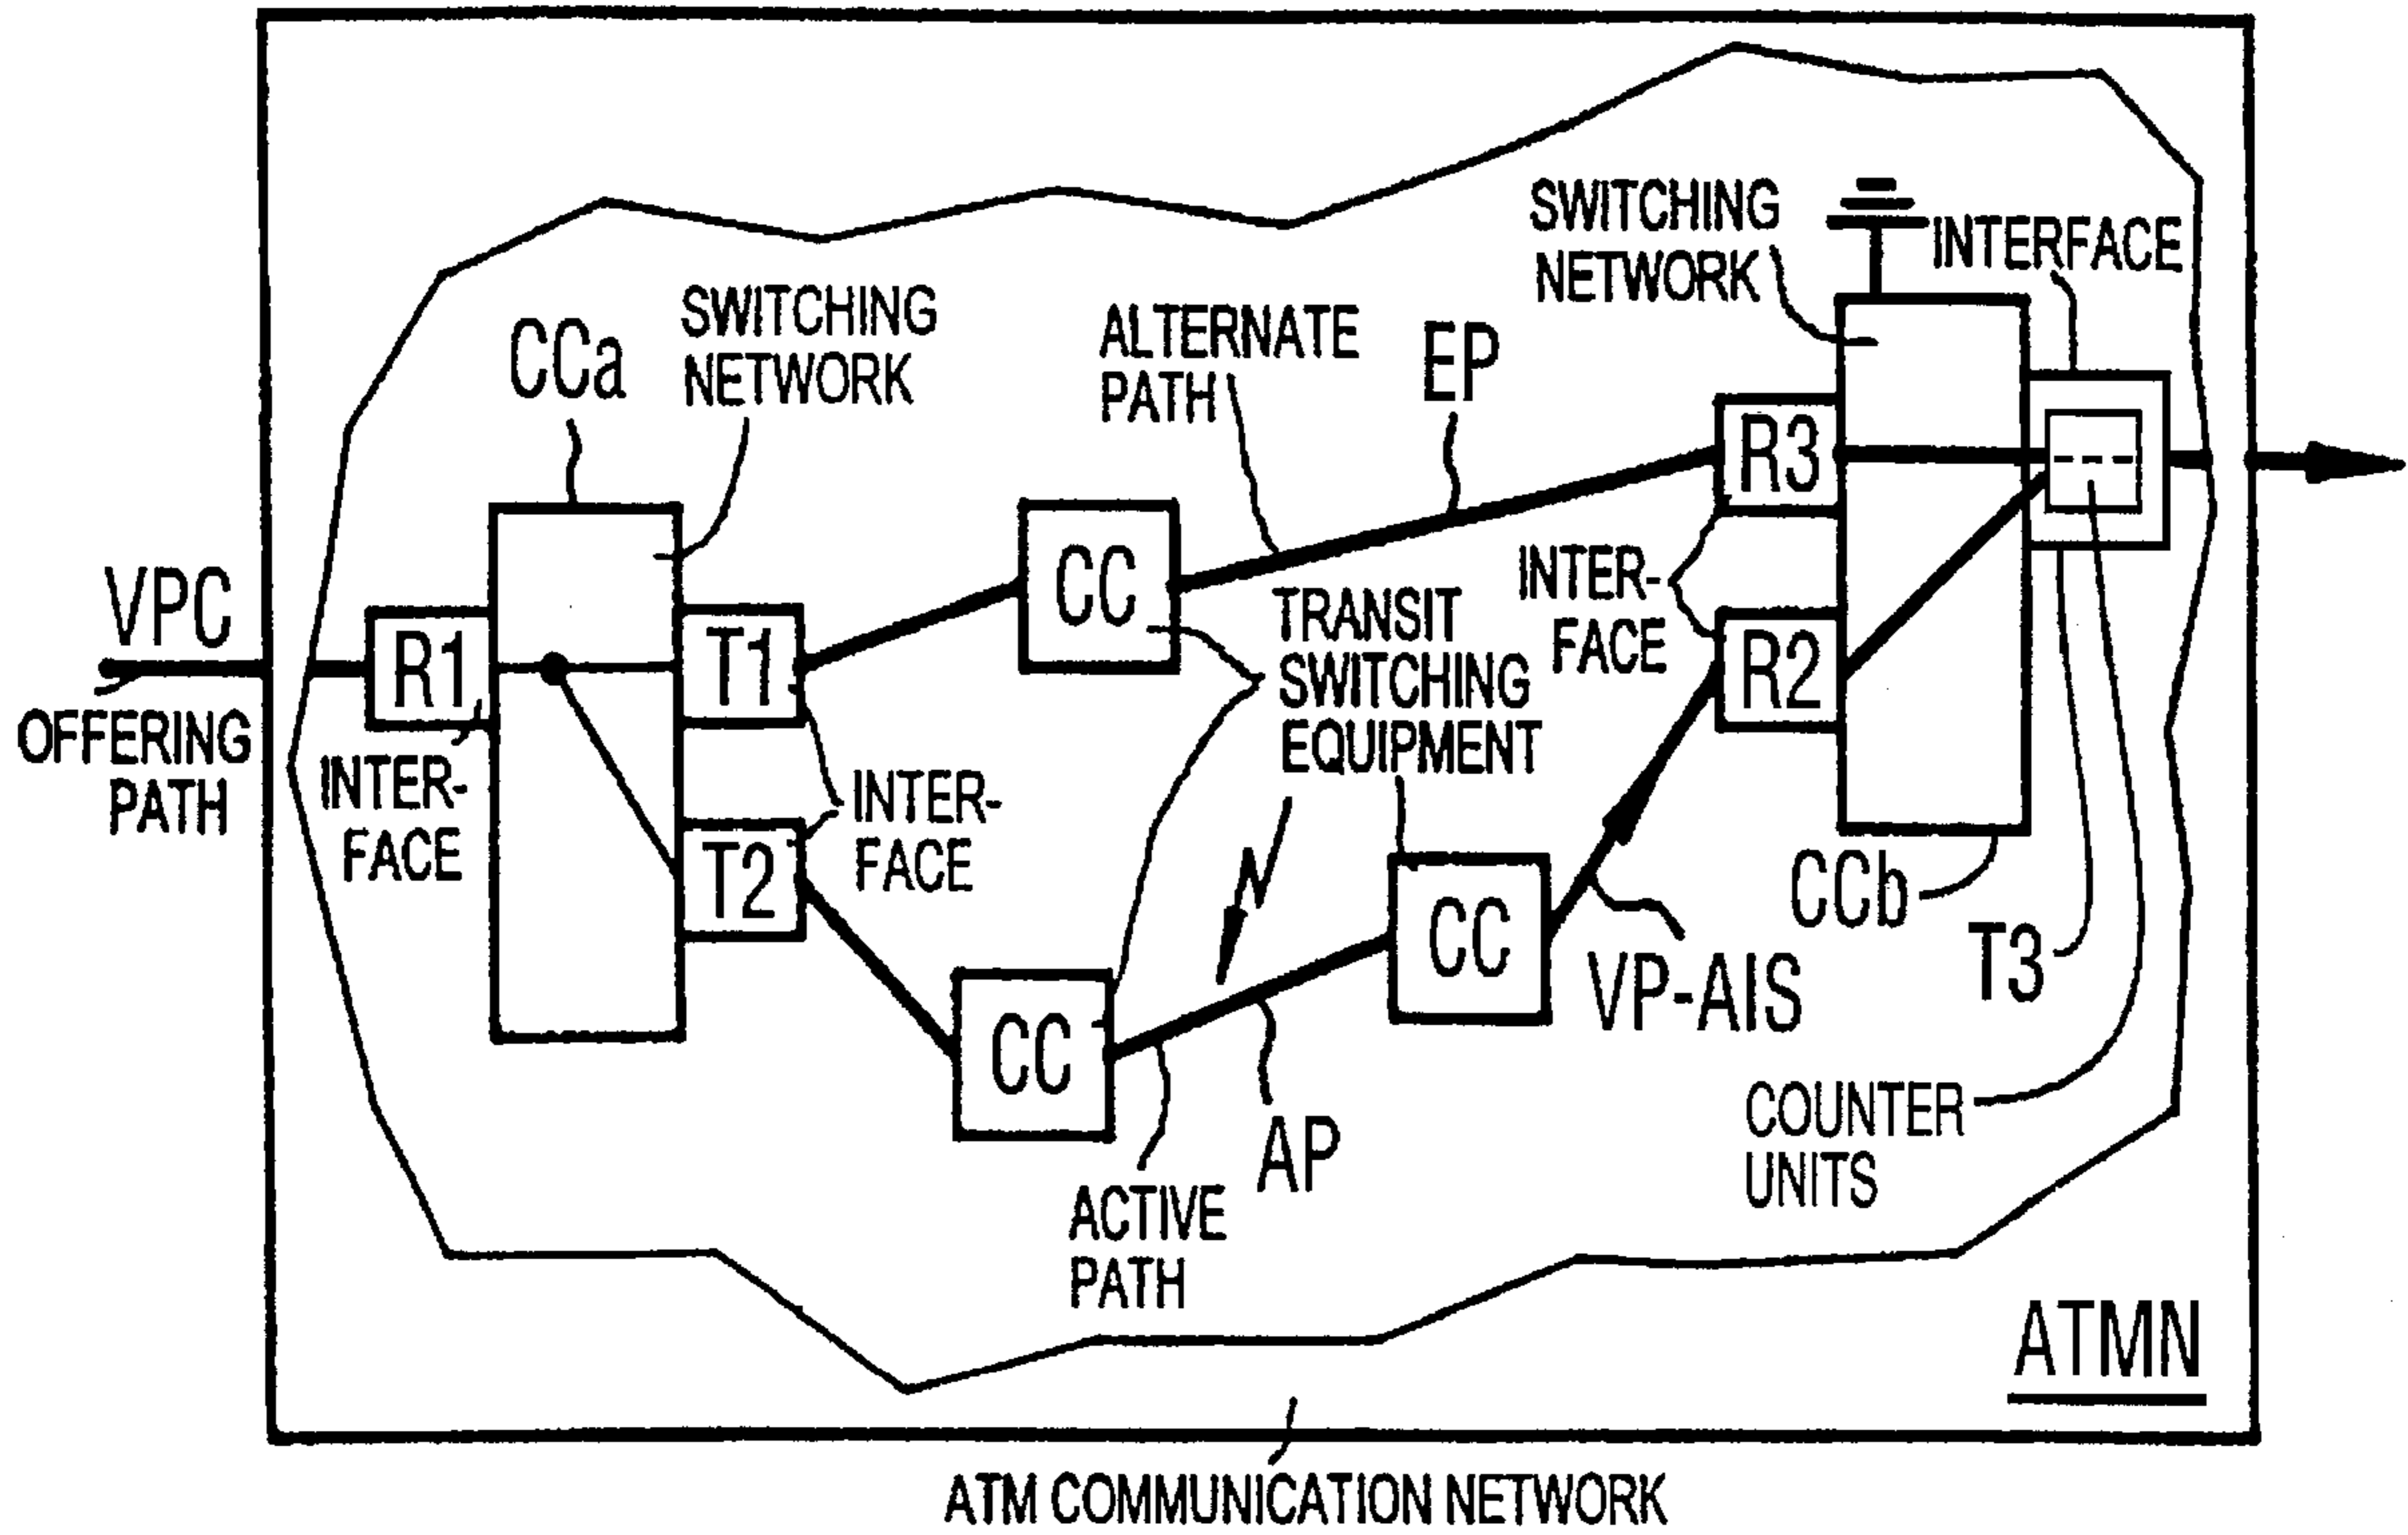 SWITCHING
NETWORK
INTERFACE
CCa
SWITCHING
NETWORK
ALTERNATE
PATH
EP
R3
VPC
OFFERING
PATH
R1
INTER-
FACE
T1
T2
INTER-
FACE
CC
TRANSIT
SWITCHING
EQUIPMENT
INTER-
FACE
R2
CC
CC
VP-AIS
CCb
T3
AP
ACTIVE
PATH
COUNTER
UNITS
ATMN
ATM COMMUNICATION NETWORK